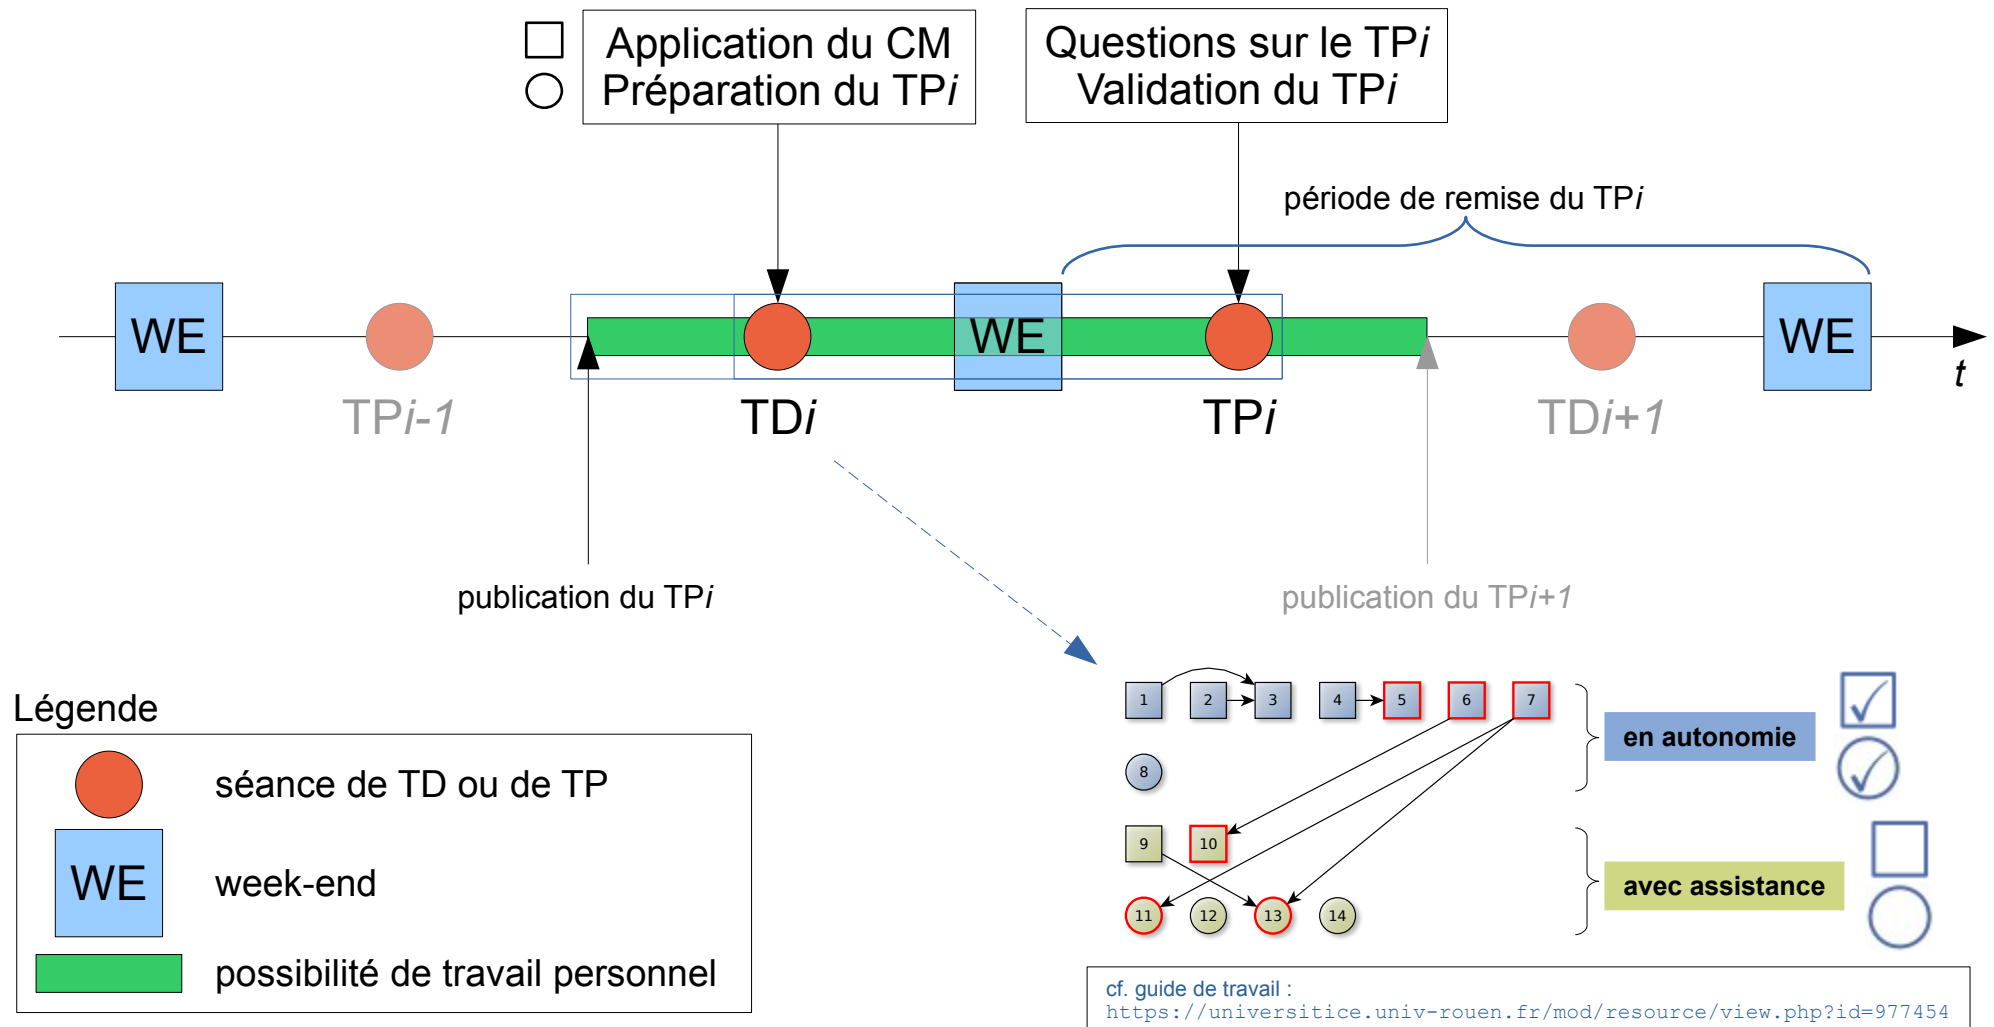 Application du CM
Préparation du TPi
Questions sur le TPi
Validation du TPi
période de remise du TPi
WE
WE
WE
t
TPi-1
TDi
TPi
TDi+1
publication du TPi
publication du TPi+1
Légende
séance de TD ou de TP
WE
week-end
possibilité de travail personnel
1 2 3 4 5 6 7
8
en autonomie
9 10
11 12 13 14
avec assistance
cf. guide de travail :
https://universitice.univ-rouen.fr/mod/resource/view.php?id=977454